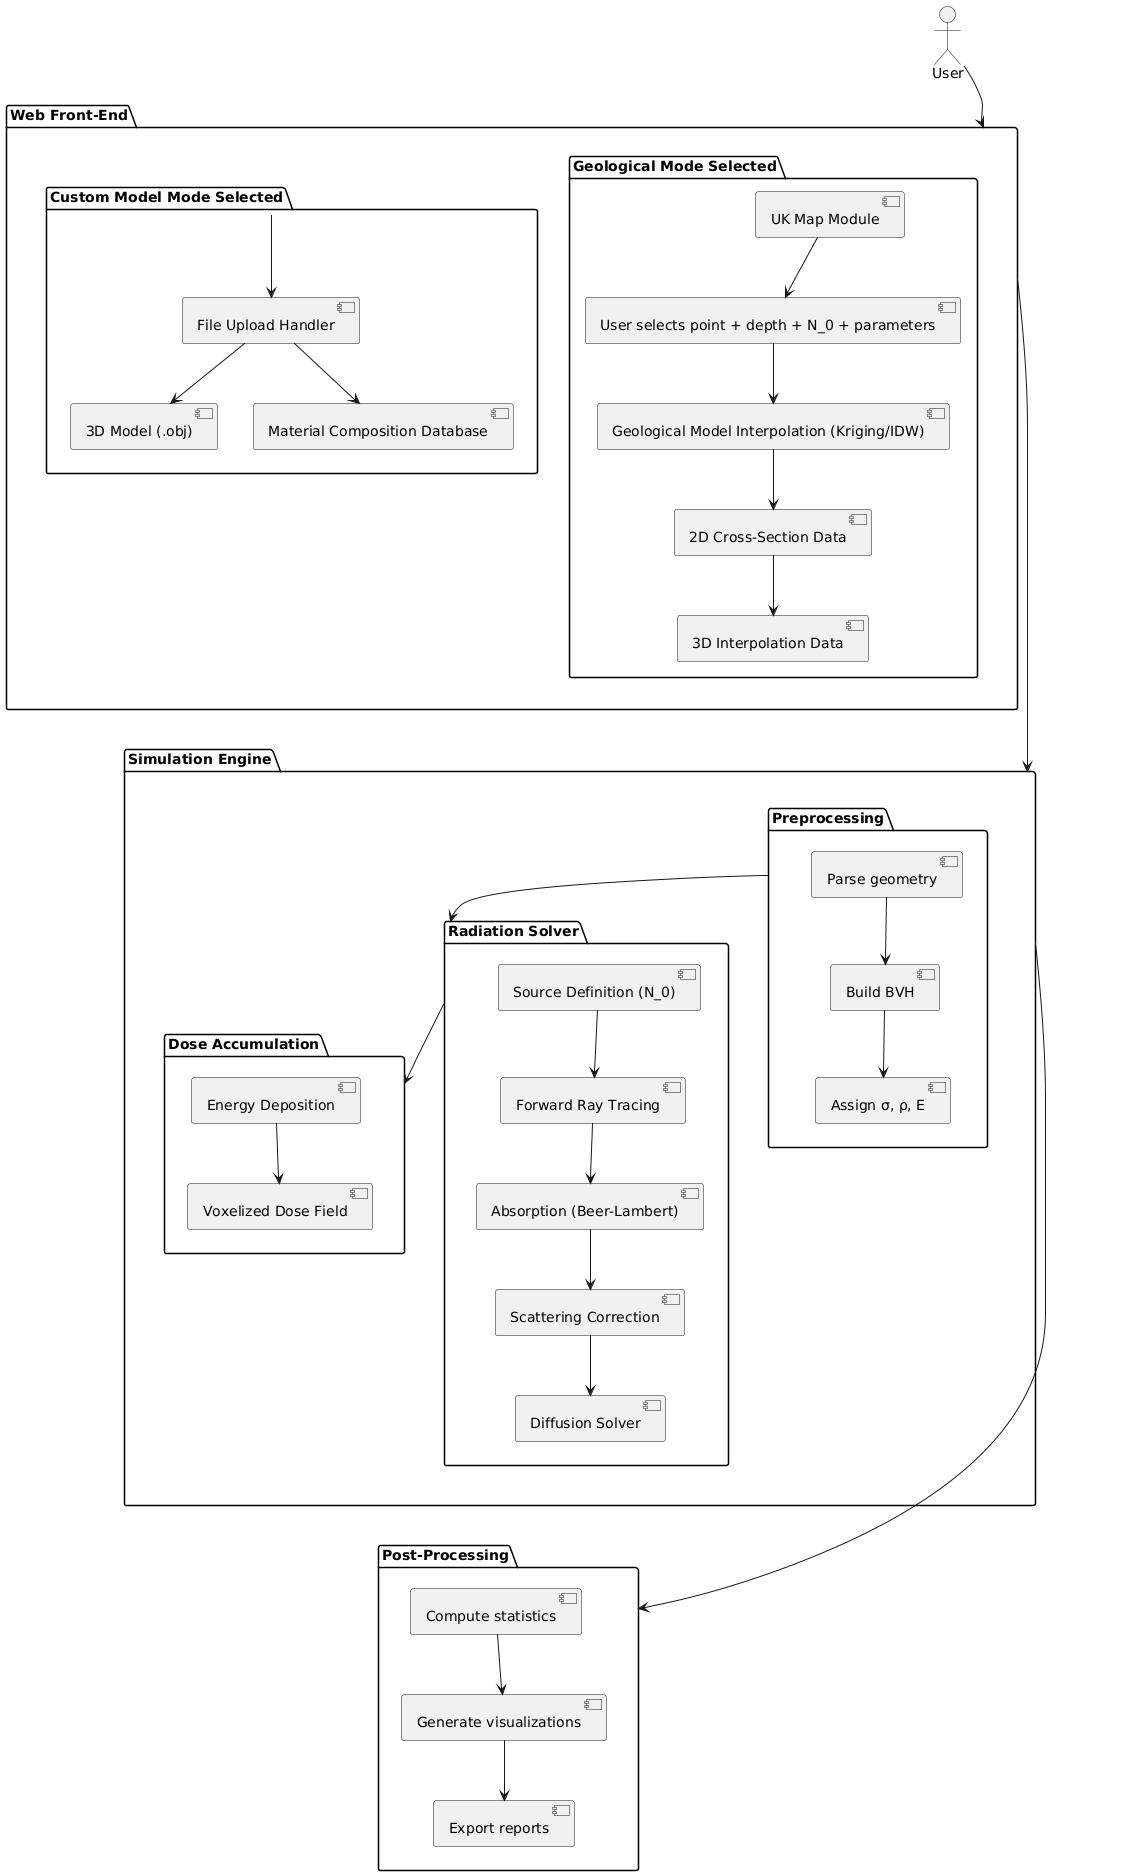 User
Web Front-End
Custom Model Mode Selected
File Upload Handler
3D Model (.obj)
Material Composition Database
Geological Mode Selected
UK Map Module
User selects point + depth + N_0 + parameters
Geological Model Interpolation (Kriging/IDW)
2D Cross-Section Data
3D Interpolation Data
Simulation Engine
Preprocessing
Parse geometry
Build BVH
Assign σ, ρ, E
Radiation Solver
Source Definition (N_0)
Forward Ray Tracing
Absorption (Beer-Lambert)
Scattering Correction
Diffusion Solver
Dose Accumulation
Energy Deposition
Voxelized Dose Field
Post-Processing
Compute statistics
Generate visualizations
Export reports